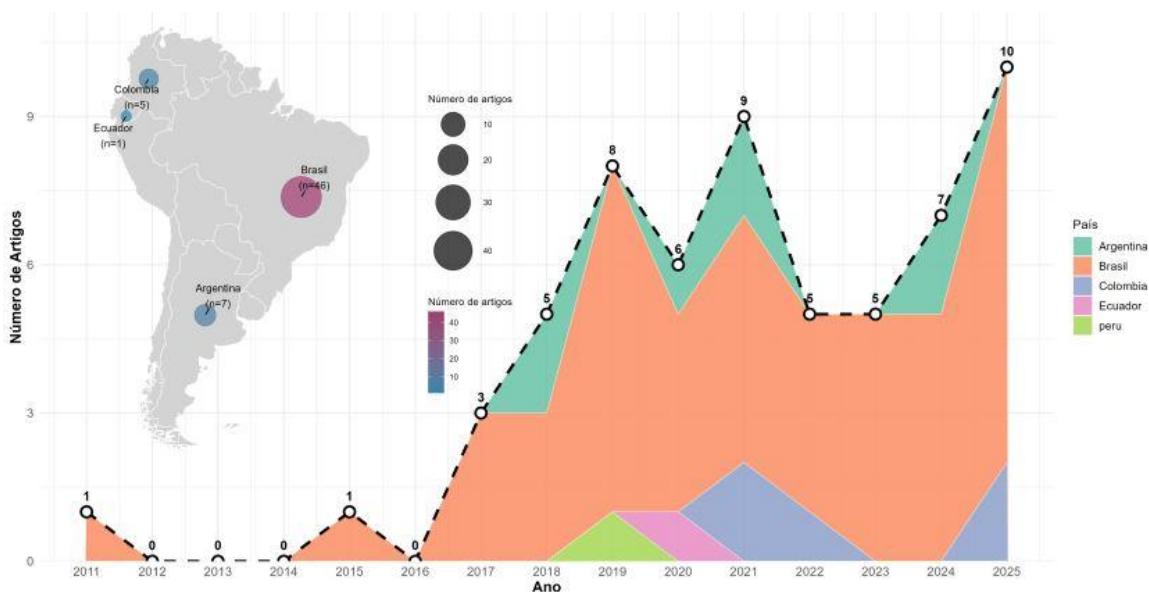 Colombia
(n=5)
Ecuador
(n=1)
Brasil
(n=46)
Argentina
(n=7)
Número de artigos
10
20
30
40
Número de artigos
40
30
20
10
Número de Artigos
9
6
3
0
1
0
0
0
1
0
3
5
8
6
9
5
5
7
10
2011 2012 2013 2014 2015 2016 2017 2018 2019 2020 2021 2022 2023 2024 2025
Ano
País
Argentina
Brasil
Colombia
Ecuador
peru